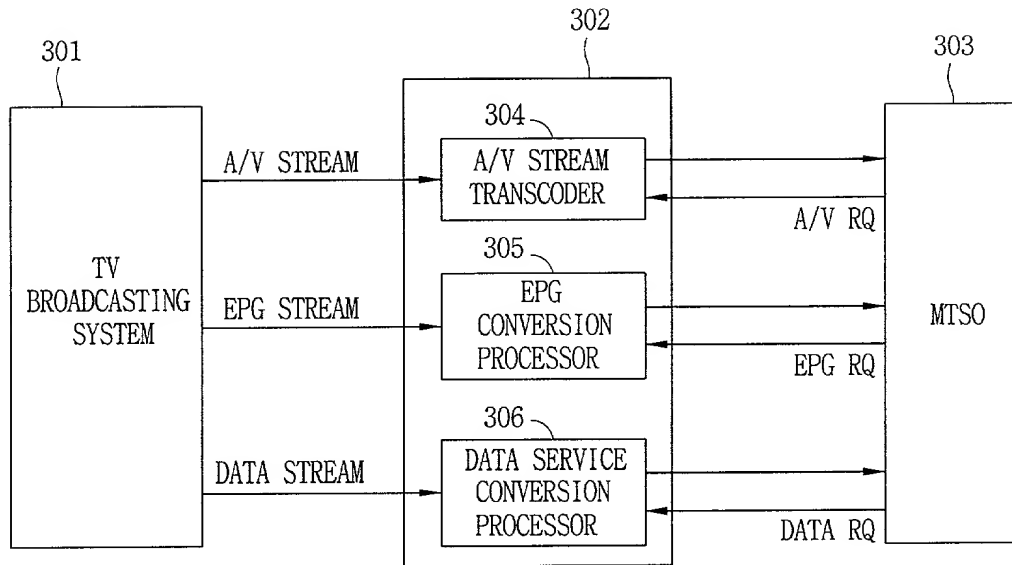 301
302
303
TV
BROADCASTING
SYSTEM
A/V STREAM
EPG STREAM
DATA STREAM
304
A/V STREAM
TRANSCODER
305
EPG
CONVERSION
PROCESSOR
306
DATA SERVICE
CONVERSION
PROCESSOR
A/V RQ
EPG RQ
DATA RQ
MTSO